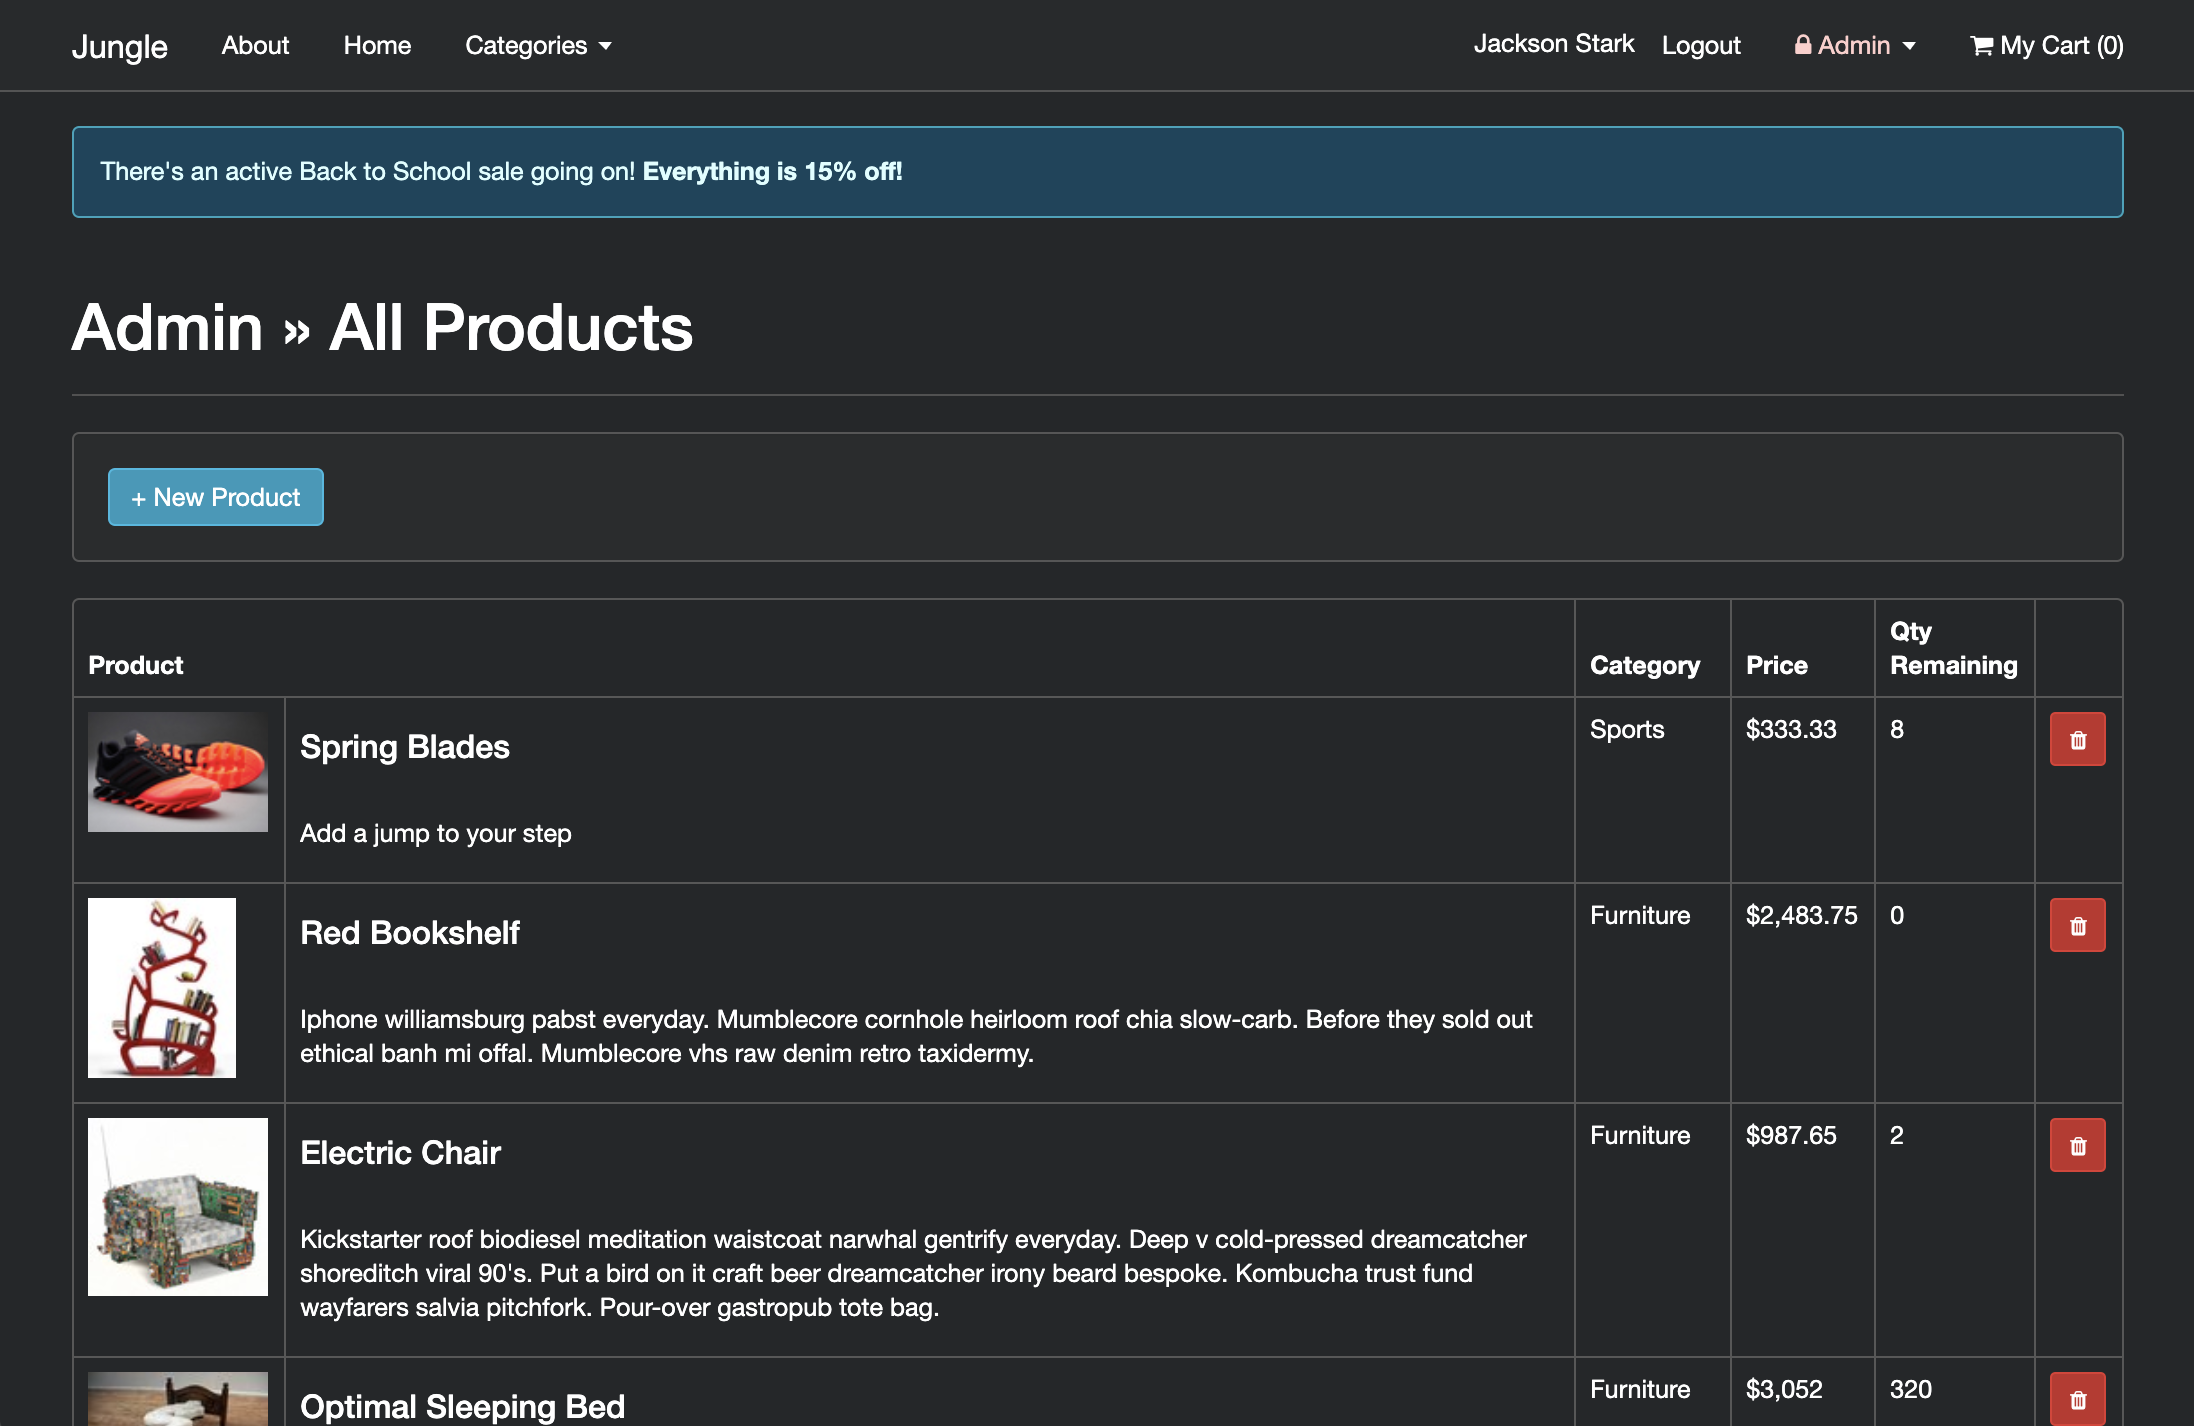 Jungle About Home Categories Jackson Stark Logout Admin My Cart (0)
There's an active Back to School sale going on! Everything is 15% off!
Admin » All Products
+ New Product
Product Category Price Qty Remaining
Spring Blades Sports $333.33 8
Add a jump to your step
Red Bookshelf Furniture $2,483.75 0
Iphone williamsburg pabst everyday. Mumblecore cornhole heirloom roof chia slow-carb. Before they sold out
ethical banh mi offal. Mumblecore vhs raw denim retro taxidermy.
Electric Chair Furniture $987.65 2
Kickstarter roof biodiesel meditation waistcoat narwhal gentrify everyday. Deep v cold-pressed dreamcatcher
shoreditch viral 90's. Put a bird on it craft beer dreamcatcher irony beard bespoke. Kombucha trust fund
wayfarers salvia pitchfork. Pour-over gastropub tote bag.
Optimal Sleeping Bed Furniture $3,052 320